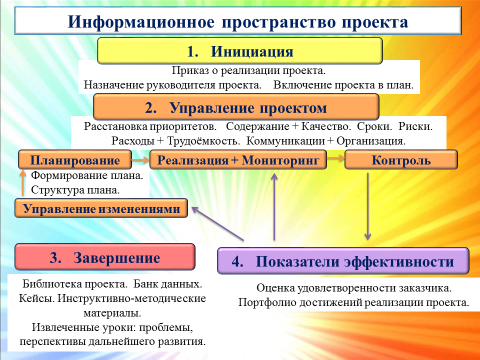 Информационное пространство проекта
1. Инициация
Приказ о реализации проекта.
Назначение руководителя проекта. Включение проекта в план.
2. Управление проектом
Расстановка приоритетов. Содержание + Качество. Сроки. Риски.
Расходы + Трудоёмкость. Коммуникации + Организация.
Планирование
Реализация + Мониторинг
Контроль
Формирование плана.
Структура плана.
Управление изменениями
3. Завершение
Библиотека проекта. Банк данных.
Кейсы. Инструктивно-методические
материалы.
Извлеченные уроки: проблемы,
перспективы дальнейшего развития.
4. Показатели эффективности
Оценка удовлетворенности заказчика.
Портфолио достижений реализации проекта.